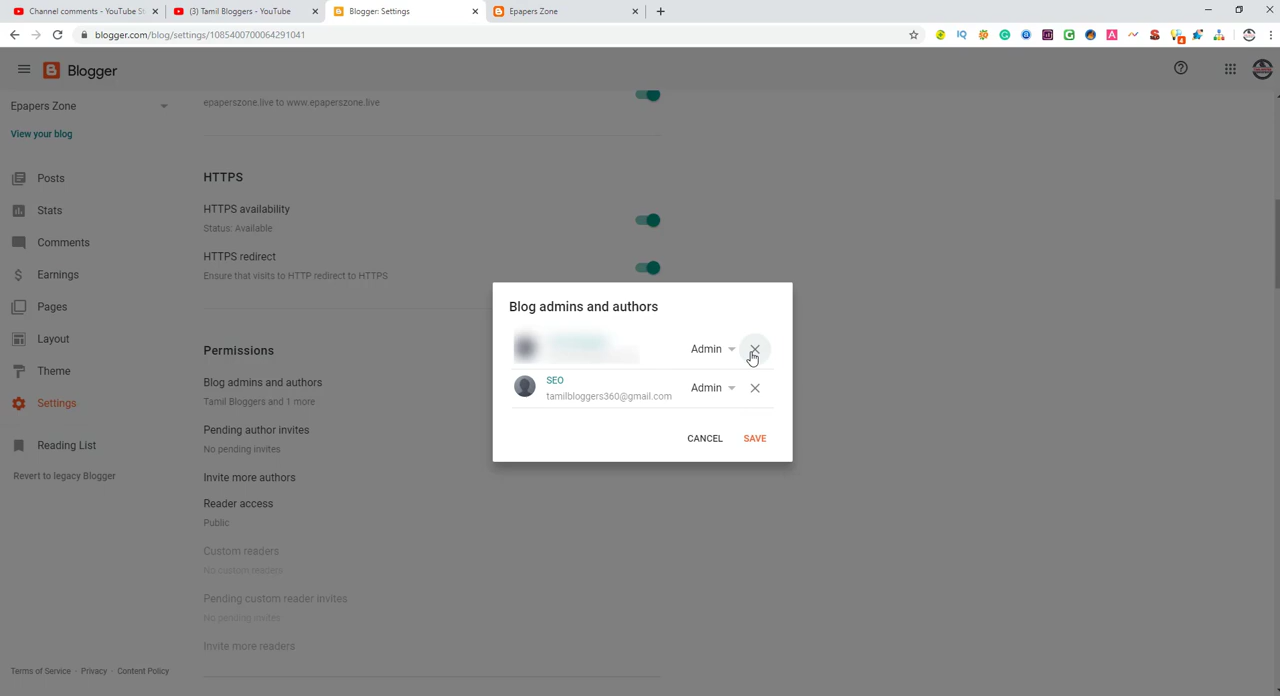 Channel comments - YouTube St
(3) Tamil Bloggers - YouTube
Blogger: Settings
Epapers Zone
blogger.com/blog/settings/1085400700064291041
Blogger
Epapers Zone
View your blog
Posts
Stats
Comments
Earnings
Pages
Layout
Theme
Settings
Reading List
Revert to legacy Blogger
Terms of Service · Privacy · Content Policy
epaperszone.live to www.epaperszone.live
HTTPS
HTTPS availability
Status: Available
HTTPS redirect
Ensure that visits to HTTP redirect to HTTPS
Permissions
Blog admins and authors
Tamil Bloggers and 1 more
Pending author invites
No pending invites
Invite more authors
Reader access
Public
Custom readers
No custom readers
Pending custom reader invites
No pending invites
Invite more readers
Blog admins and authors
Admin
SEO
tamilbloggers360@gmail.com
Admin
CANCEL SAVE